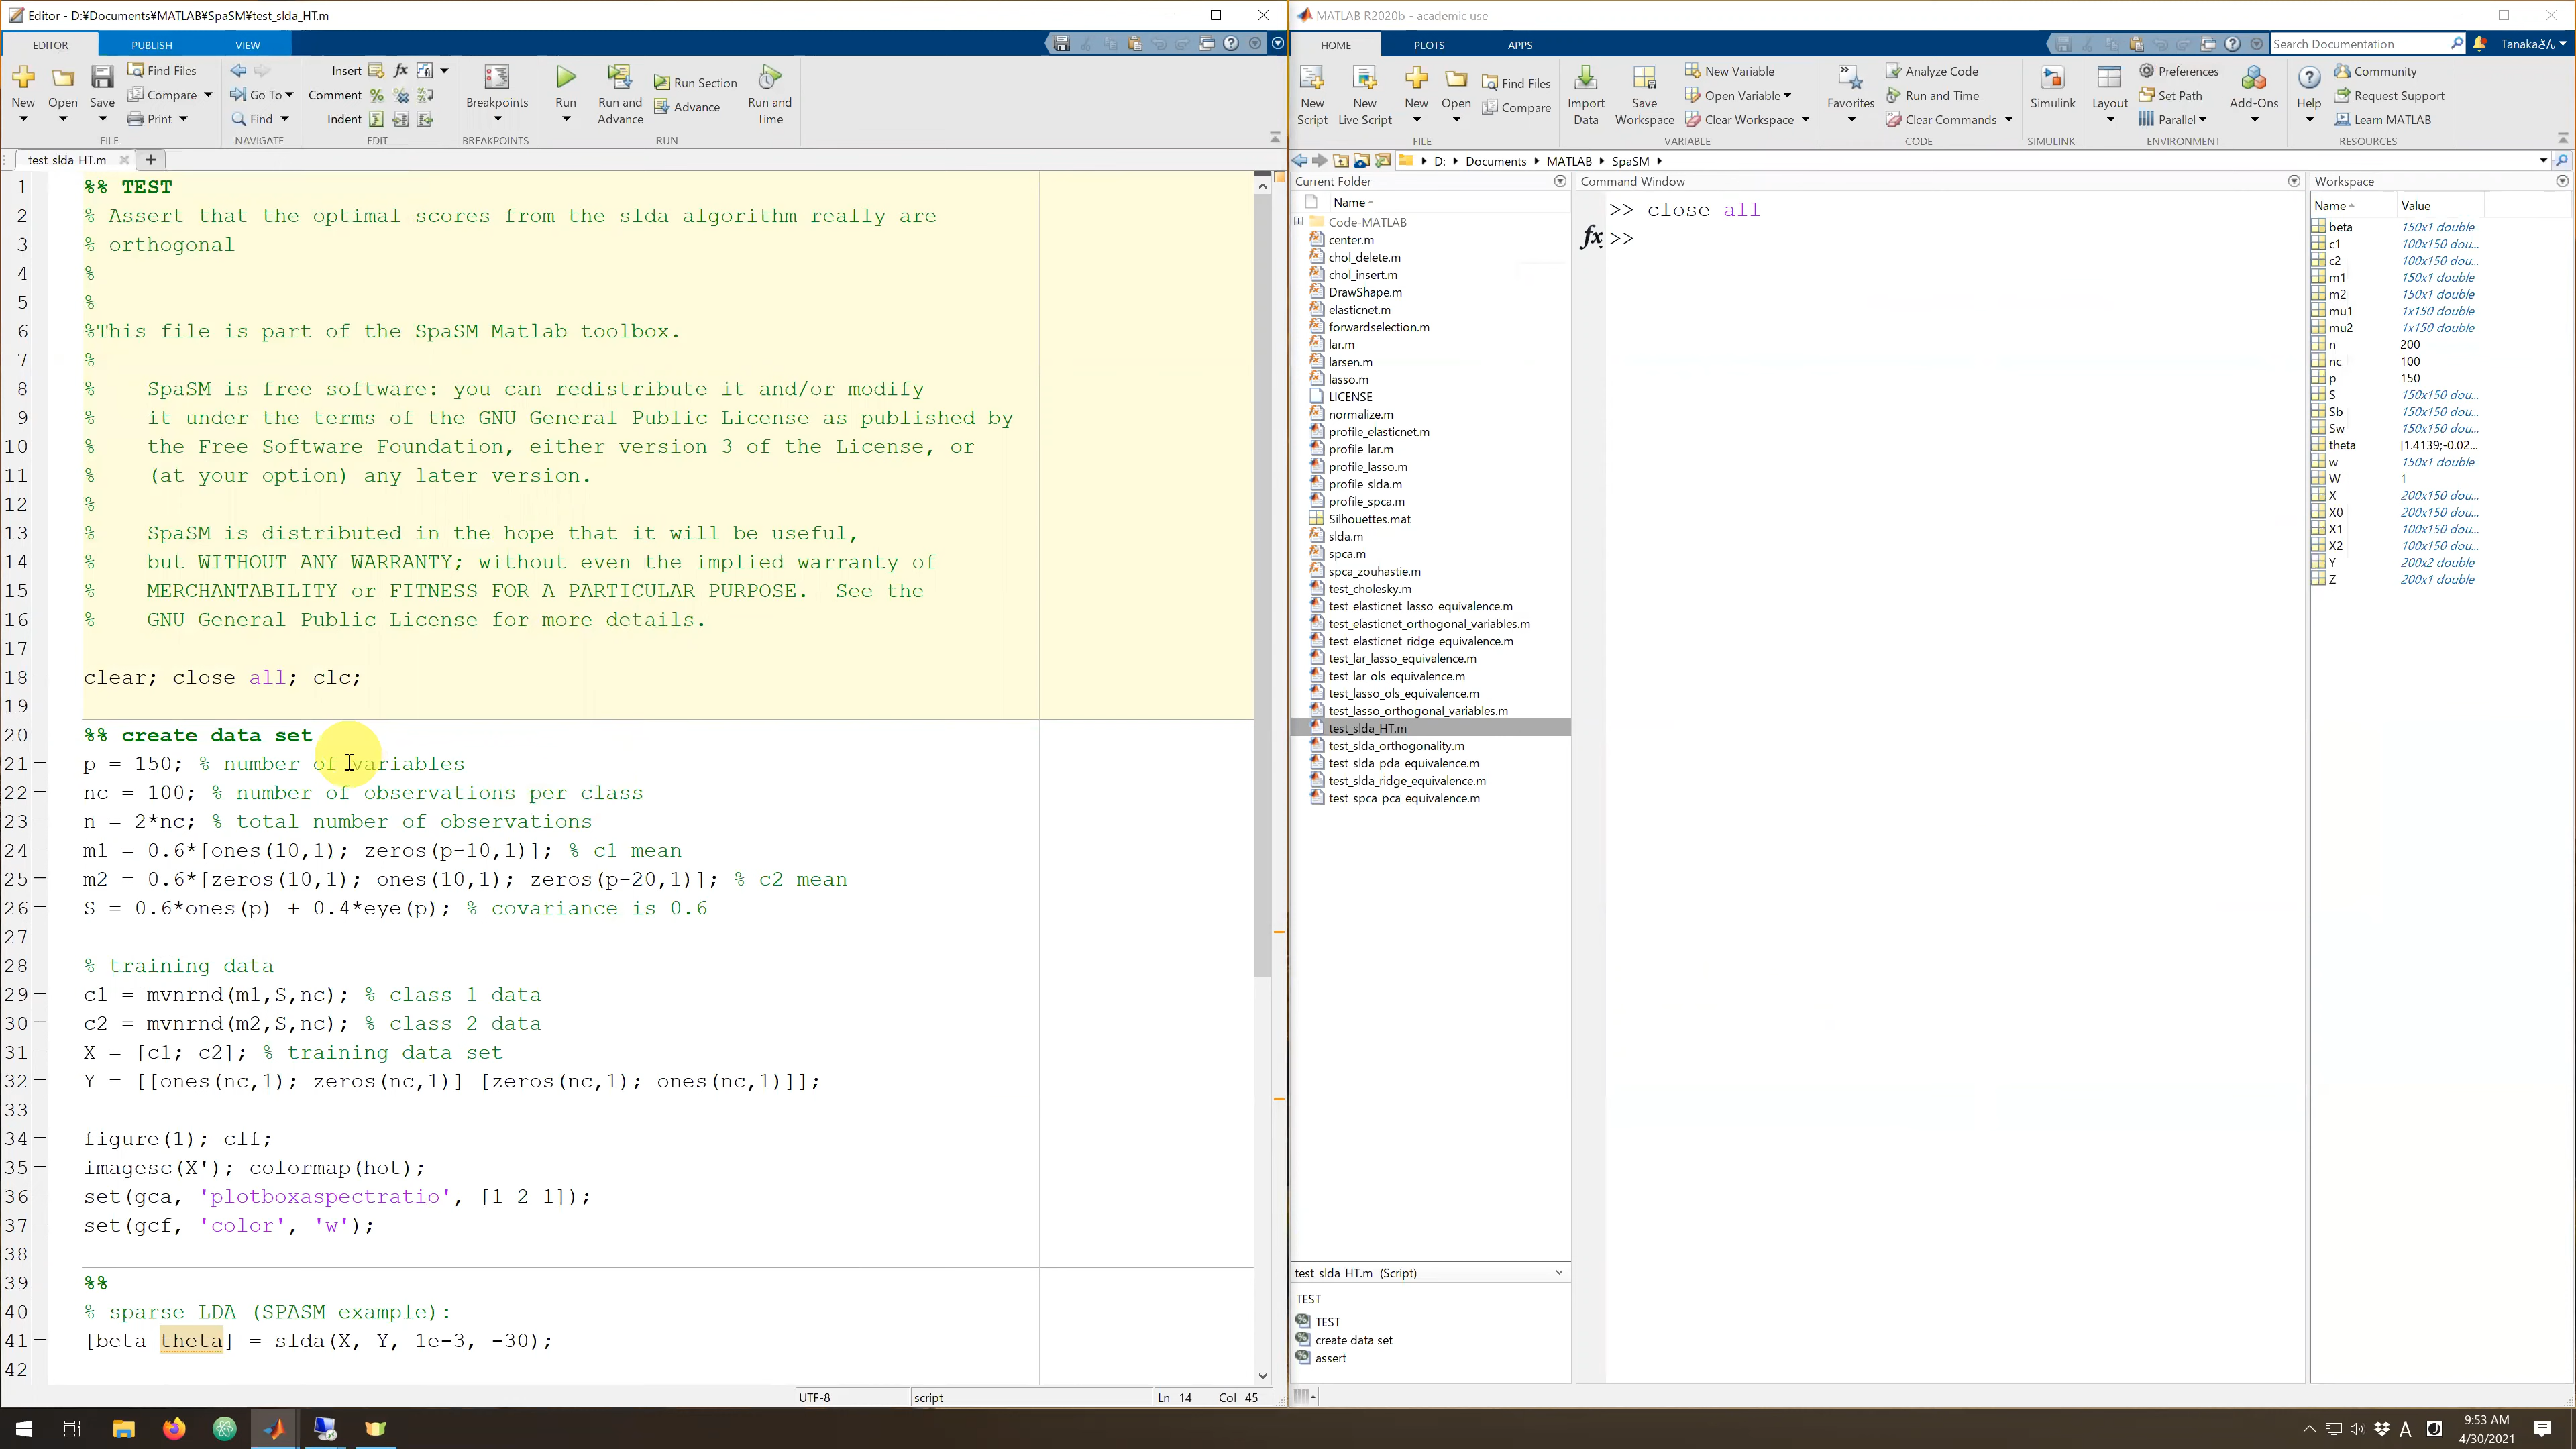 Editor - D:¥Documents¥MATLAB¥SpaSM¥test_slda_HT.m
EDITOR PUBLISH VIEW
New Open Save Find Files Compare Print
Go To Find
Insert Comment Indent
Breakpoints Run Run and Advance Run Section Advance Run and Time
FILE NAVIGATE EDIT BREAKPOINTS RUN
test_slda_HT.m
1 %% TEST
2 % Assert that the optimal scores from the slda algorithm really are
3 % orthogonal
4 %
5 %
6 %This file is part of the SpaSM Matlab toolbox.
7 %
8 % SpaSM is free software: you can redistribute it and/or modify
9 % it under the terms of the GNU General Public License as published by
10 % the Free Software Foundation, either version 3 of the License, or
11 % (at your option) any later version.
12 %
13 % SpaSM is distributed in the hope that it will be useful,
14 % but WITHOUT ANY WARRANTY; without even the implied warranty of
15 % MERCHANTABILITY or FITNESS FOR A PARTICULAR PURPOSE.  See the
16 % GNU General Public License for more details.
17
18 clear; close all; clc;
19
20 %% create data set
21 p = 150; % number of variables
22 nc = 100; % number of observations per class
23 n = 2*nc; % total number of observations
24 m1 = 0.6*[ones(10,1); zeros(p-10,1)]; % c1 mean
25 m2 = 0.6*[zeros(10,1); ones(10,1); zeros(p-20,1)]; % c2 mean
26 S = 0.6*ones(p) + 0.4*eye(p); % covariance is 0.6
27
28 % training data
29 c1 = mvnrnd(m1,S,nc); % class 1 data
30 c2 = mvnrnd(m2,S,nc); % class 2 data
31 X = [c1; c2]; % training data set
32 Y = [[ones(nc,1); zeros(nc,1)] [zeros(nc,1); ones(nc,1)]];
33
34 figure(1); clf;
35 imagesc(X'); colormap(hot);
36 set(gca, 'plotboxaspectratio', [1 2 1]);
37 set(gcf, 'color', 'w');
38
39 %%
40 % sparse LDA (SPASM example):
41 [beta theta] = slda(X, Y, 1e-3, -30);
42
UTF-8 script Ln 14 Col 45
MATLAB R2020b - academic use
HOME PLOTS APPS
Search Documentation Tanakaさん
New Script New Live Script New Open Find Files Compare
Import Data Save Workspace New Variable Open Variable Clear Workspace
Favorites Analyze Code Run and Time Clear Commands
Simulink Layout Preferences Set Path Parallel Add-Ons
Help Community Request Support Learn MATLAB
FILE VARIABLE CODE SIMULINK ENVIRONMENT RESOURCES
D: Documents MATLAB SpaSM
Current Folder
Name
Code-MATLAB
center.m
chol_delete.m
chol_insert.m
DrawShape.m
elasticnet.m
forwardselection.m
lar.m
larsen.m
lasso.m
LICENSE
normalize.m
profile_elasticnet.m
profile_lar.m
profile_lasso.m
profile_slda.m
profile_spca.m
Silhouettes.mat
slda.m
spca.m
spca_zouhastie.m
test_cholesky.m
test_elasticnet_lasso_equivalence.m
test_elasticnet_orthogonal_variables.m
test_elasticnet_ridge_equivalence.m
test_lar_lasso_equivalence.m
test_lar_ols_equivalence.m
test_lasso_ols_equivalence.m
test_lasso_orthogonal_variables.m
test_slda_HT.m
test_slda_orthogonality.m
test_slda_pda_equivalence.m
test_slda_ridge_equivalence.m
test_spca_pca_equivalence.m
test_slda_HT.m (Script)
TEST
TEST
create data set
assert
Command Window
>> close all
fx >>
Workspace
Name Value
beta 150x1 double
c1 100x150 dou...
c2 100x150 dou...
m1 150x1 double
m2 150x1 double
mu1 1x150 double
mu2 1x150 double
n 200
nc 100
p 150
S 150x150 dou...
Sb 150x150 dou...
Sw 150x150 dou...
theta [1.4139;-0.02...
w 150x1 double
W 1
X 200x150 dou...
X0 200x150 dou...
X1 100x150 dou...
X2 100x150 dou...
Y 200x2 double
Z 200x1 double
A
9:53 AM
4/30/2021